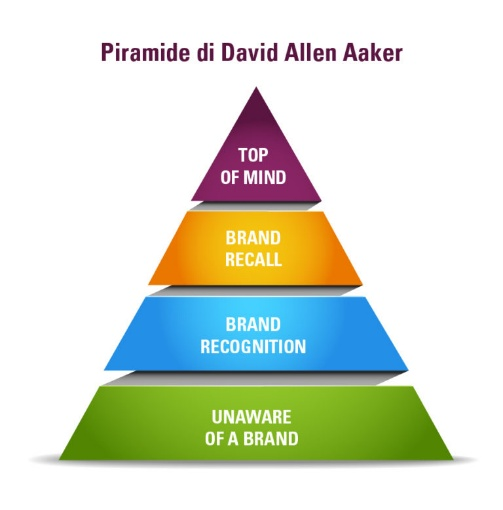 Piramide di David Allen Aaker
TOP
OF MIND
BRAND
RECALL
BRAND
RECOGNITION
UNAWARE
OF A BRAND